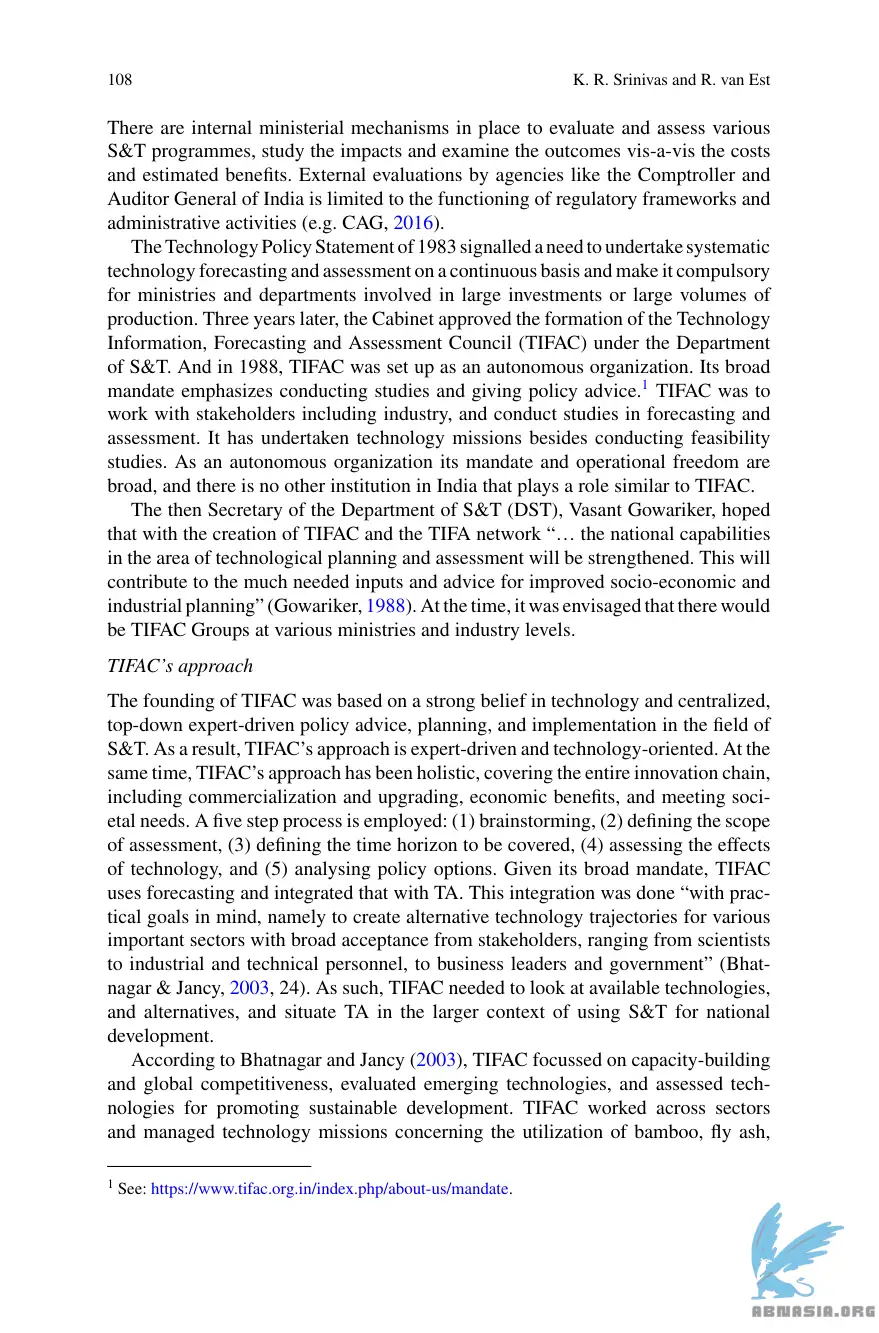 108
K. R. Srinivas and R. van Est
There are internal ministerial mechanisms in place to evaluate and assess various
S&T programmes, study the impacts and examine the outcomes vis-a-vis the costs
and estimated benefits. External evaluations by agencies like the Comptroller and
Auditor General of India is limited to the functioning of regulatory frameworks and
administrative activities (e.g. CAG, 2016).
The Technology Policy Statement of 1983 signalled a need to undertake systematic
technology forecasting and assessment on a continuous basis and make it compulsory
for ministries and departments involved in large investments or large volumes of
production. Three years later, the Cabinet approved the formation of the Technology
Information, Forecasting and Assessment Council (TIFAC) under the Department
of S&T. And in 1988, TIFAC was set up as an autonomous organization. Its broad
mandate emphasizes conducting studies and giving policy advice.1 TIFAC was to
work with stakeholders including industry, and conduct studies in forecasting and
assessment. It has undertaken technology missions besides conducting feasibility
studies. As an autonomous organization its mandate and operational freedom are
broad, and there is no other institution in India that plays a role similar to TIFAC.
The then Secretary of the Department of S&T (DST), Vasant Gowariker, hoped
that with the creation of TIFAC and the TIFA network “… the national capabilities
in the area of technological planning and assessment will be strengthened. This will
contribute to the much needed inputs and advice for improved socio-economic and
industrial planning” (Gowariker, 1988). At the time, it was envisaged that there would
be TIFAC Groups at various ministries and industry levels.
TIFAC’s approach
The founding of TIFAC was based on a strong belief in technology and centralized,
top-down expert-driven policy advice, planning, and implementation in the field of
S&T. As a result, TIFAC’s approach is expert-driven and technology-oriented. At the
same time, TIFAC’s approach has been holistic, covering the entire innovation chain,
including commercialization and upgrading, economic benefits, and meeting soci-
etal needs. A five step process is employed: (1) brainstorming, (2) defining the scope
of assessment, (3) defining the time horizon to be covered, (4) assessing the effects
of technology, and (5) analysing policy options. Given its broad mandate, TIFAC
uses forecasting and integrated that with TA. This integration was done “with prac-
tical goals in mind, namely to create alternative technology trajectories for various
important sectors with broad acceptance from stakeholders, ranging from scientists
to industrial and technical personnel, to business leaders and government” (Bhat-
nagar & Jancy, 2003, 24). As such, TIFAC needed to look at available technologies,
and alternatives, and situate TA in the larger context of using S&T for national
development.
According to Bhatnagar and Jancy (2003), TIFAC focussed on capacity-building
and global competitiveness, evaluated emerging technologies, and assessed tech-
nologies for promoting sustainable development. TIFAC worked across sectors
and managed technology missions concerning the utilization of bamboo, fly ash,
1 See: https://www.tifac.org.in/index.php/about-us/mandate.
ABNASIA.ORG